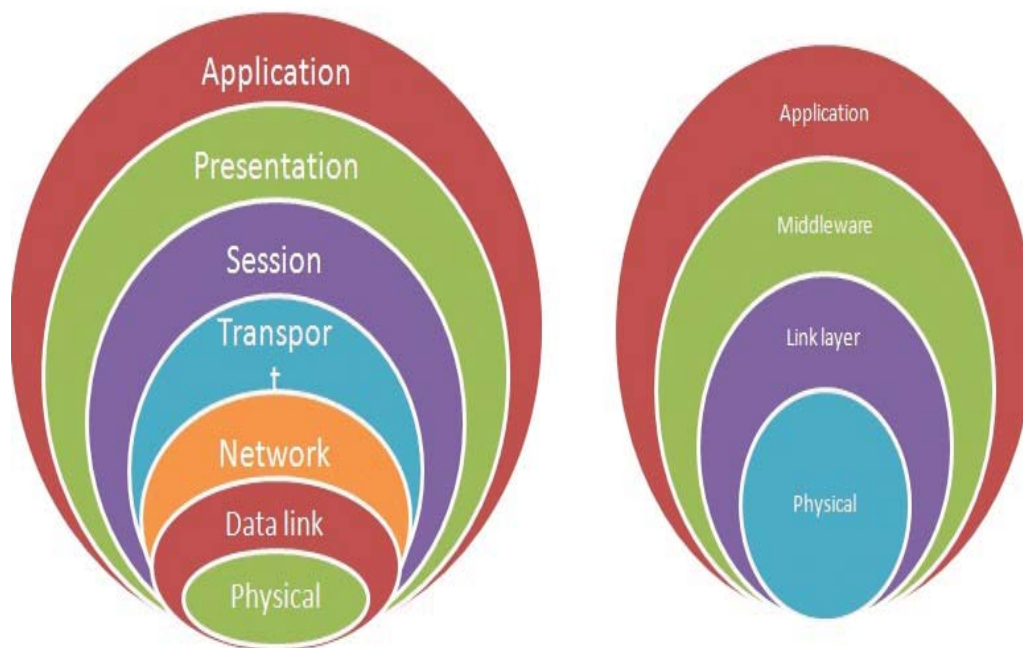 Application
Presentation
Session
Transpor
t
Network
Data link
Physical
Application
Middleware
Link layer
Physical